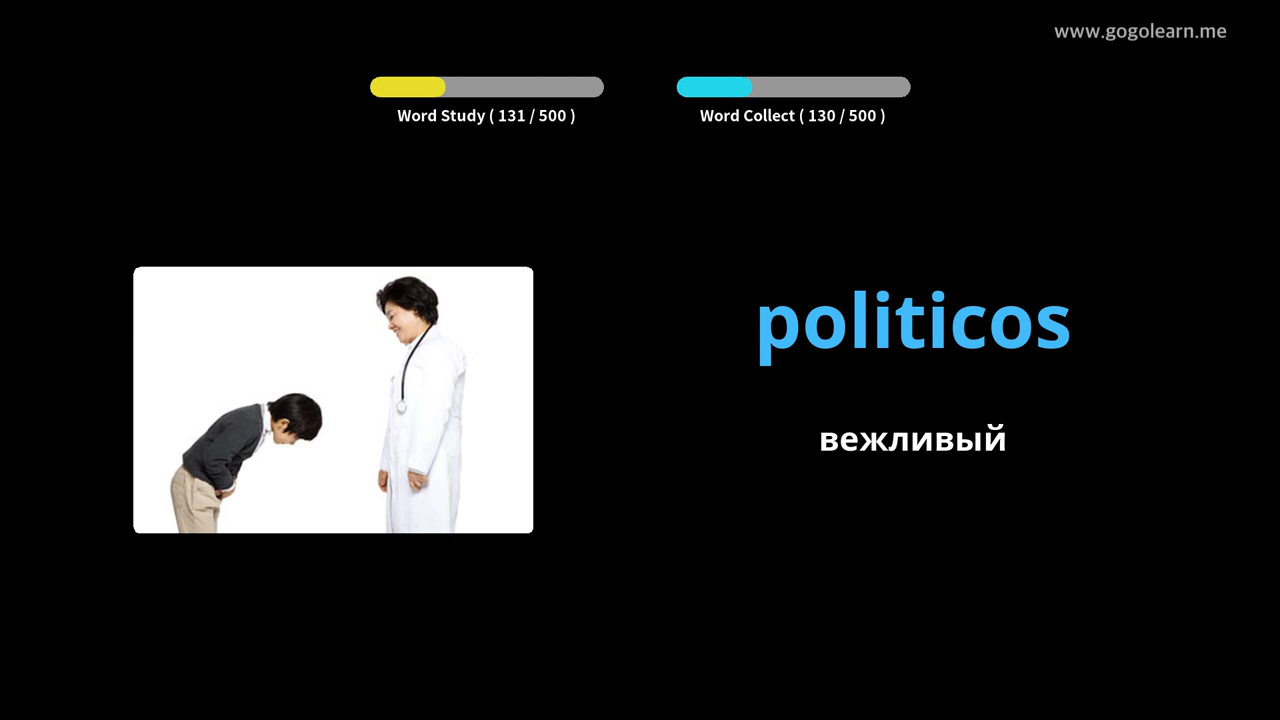 www.gogolearn.me
Word Study ( 131 / 500 )
Word Collect ( 130 / 500 )
politicos
вежливый